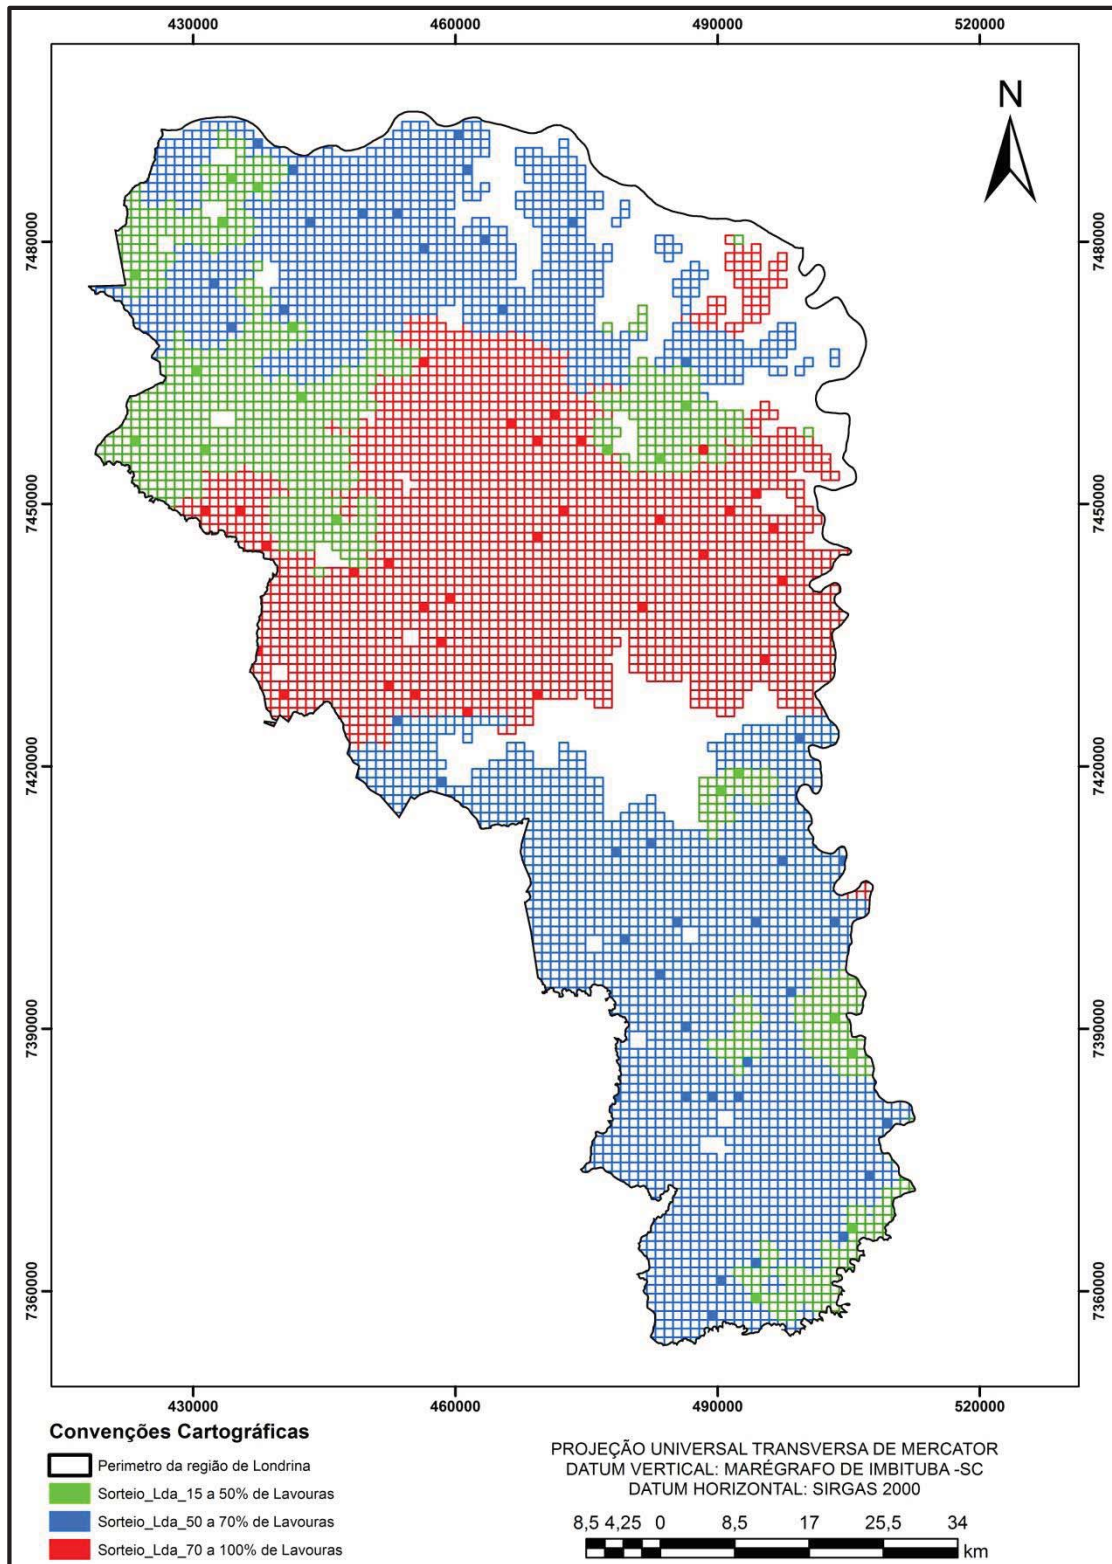 430000 460000 490000 520000
N
7480000 7480000
7450000 7450000
7420000 7420000
7390000 7390000
7360000 7360000
430000 460000 490000 520000
Convenções Cartográficas
Perimetro da região de Londrina
Sorteio_Lda_15 a 50% de Lavouras
Sorteio_Lda_50 a 70% de Lavouras
Sorteio_Lda_70 a 100% de Lavouras
PROJEÇÃO UNIVERSAL TRANSVERSA DE MERCATOR
DATUM VERTICAL: MARÉGRAFO DE IMBITUBA -SC
DATUM HORIZONTAL: SIRGAS 2000
8,5 4,25 0 8,5 17 25,5 34
km